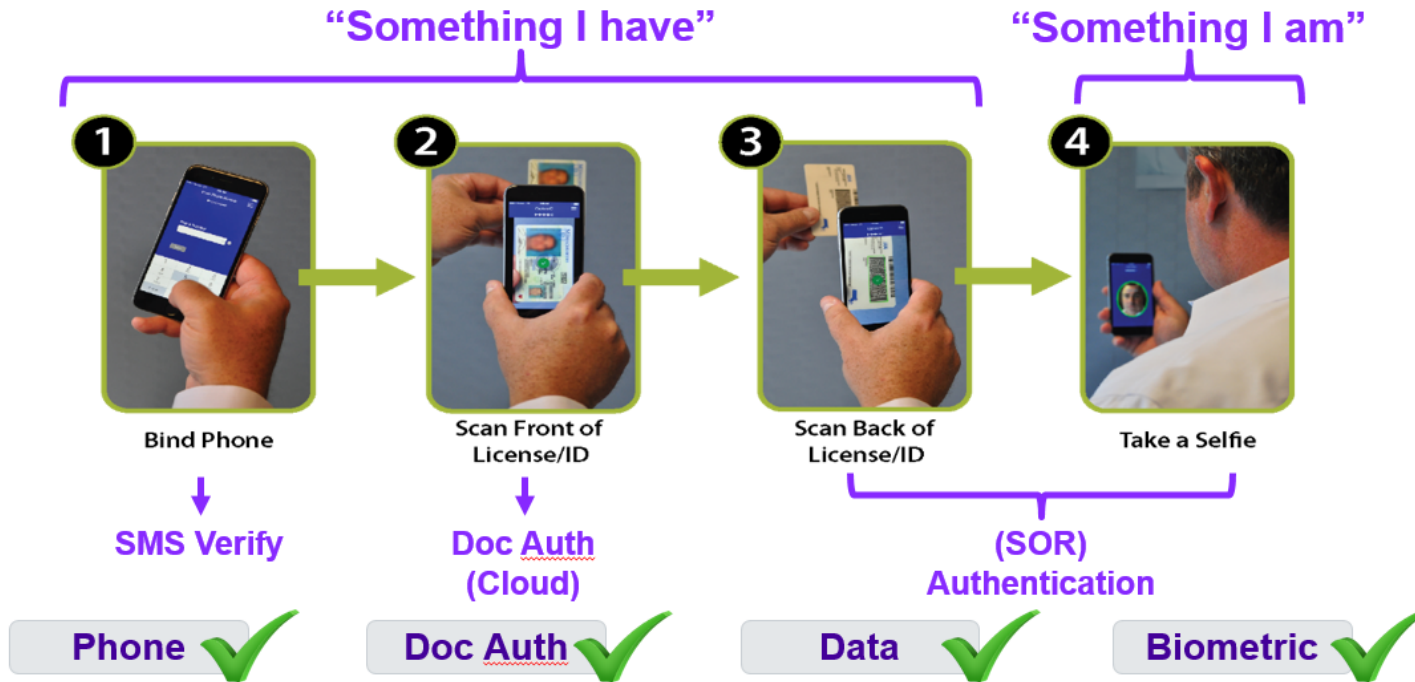 “Something I have”
“Something I am”
1
2
3
4
Bind Phone
Scan Front of
License/ID
Scan Back of
License/ID
Take a Selfie
SMS Verify
Doc Auth
(Cloud)
(SOR)
Authentication
Phone
Doc Auth
Data
Biometric